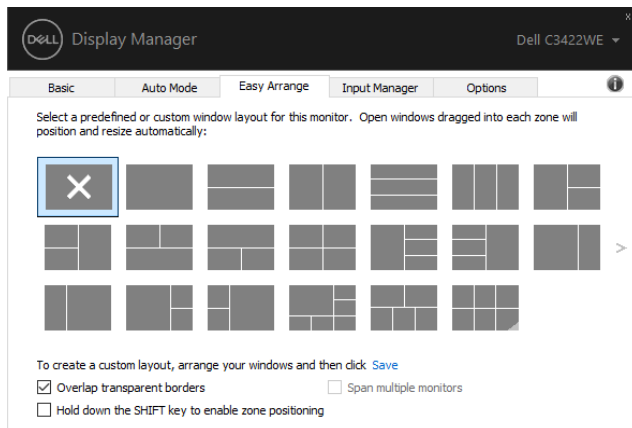 x
DELL Display Manager Dell C3422WE
Basic Auto Mode Easy Arrange Input Manager Options
Select a predefined or custom window layout for this monitor. Open windows dragged into each zone will
position and resize automatically:
To create a custom layout, arrange your windows and then click Save
Overlap transparent borders Span multiple monitors
Hold down the SHIFT key to enable zone positioning